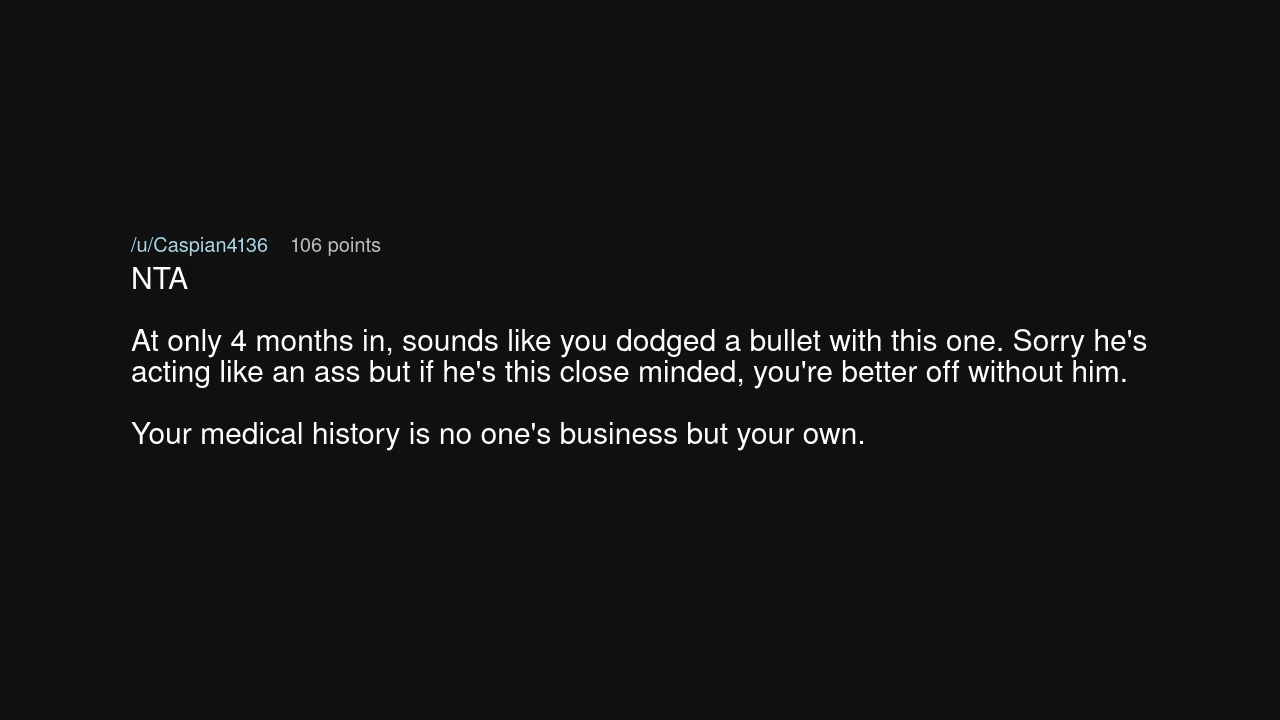 /u/Caspian4136 106 points
NTA
At only 4 months in, sounds like you dodged a bullet with this one. Sorry he's
acting like an ass but if he's this close minded, you're better off without him.
Your medical history is no one's business but your own.